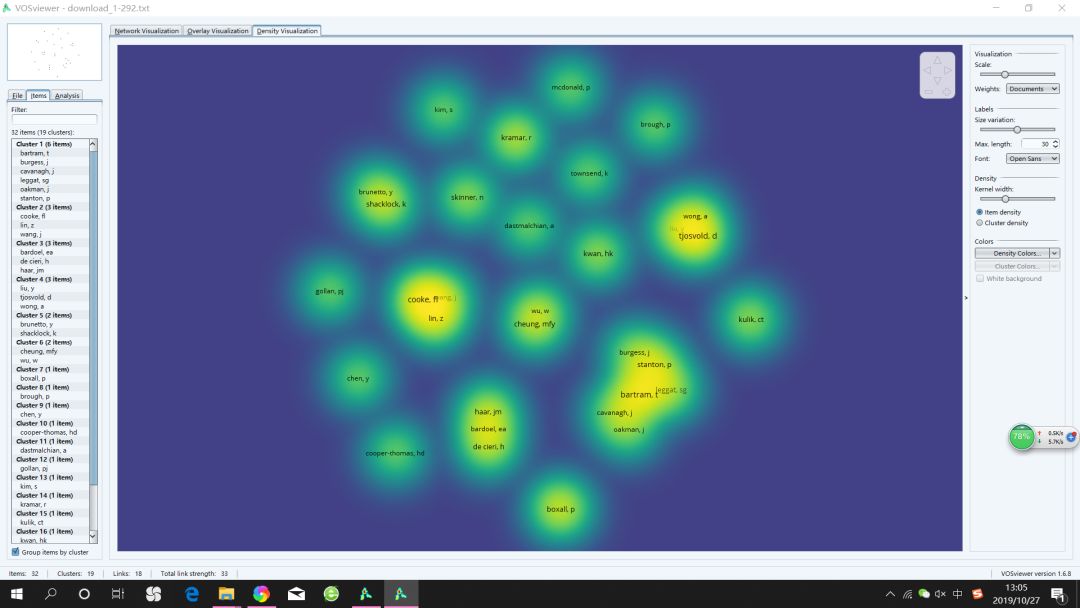 VOSviewer - download_1-292.txt
Network Visualization
Overlay Visualization
Density Visualization
File
Items
Analysis
Filter:
32 items (19 clusters):
Cluster 1 (6 items)
bartram, t
burgess, j
cavanagh, j
leggat, sg
oakman, j
stanton, p
Cluster 2 (3 items)
cooke, fl
lin, z
wang, j
Cluster 3 (3 items)
bardoel, ea
de cieri, h
haar, jm
Cluster 4 (3 items)
liu, y
tjosvold, d
wong, a
Cluster 5 (2 items)
brunetto, y
shacklock, k
Cluster 6 (2 items)
cheung, mfy
wu, w
Cluster 7 (1 item)
boxall, p
Cluster 8 (1 item)
brough, p
Cluster 9 (1 item)
chen, y
Cluster 10 (1 item)
cooper-thomas, hd
Cluster 11 (1 item)
dastmalchian, a
Cluster 12 (1 item)
gollan, pj
Cluster 13 (1 item)
kim, s
Cluster 14 (1 item)
kramar, r
Cluster 15 (1 item)
kulik, ct
Cluster 16 (1 item)
kwan, hk
Group items by cluster
mcdonald, p
kim, s
brough, p
kramar, r
townsend, k
brunetto, y
shacklock, k
skinner, n
wong, a
liu, y
tjosvold, d
dastmalchian, a
kwan, hk
gollan, pj
cooke, fl
wang, j
lin, z
wu, w
cheung, mfy
kulik, ct
burgess, j
stanton, p
chen, y
leggat, sg
bartram, t
haar, jm
cavanagh, j
bardoel, ea
oakman, j
de cieri, h
cooper-thomas, hd
boxall, p
Visualization
Scale:
Weights: Documents
Labels
Size variation:
Max. length: 30
Font: Open Sans
Density
Kernel width:
Item density
Cluster density
Colors
Density Colors...
Cluster Colors...
White background
78%
0.5K/s
5.7K/s
Items: 32 Clusters: 19 Links: 18 Total link strength: 33
VOSviewer version 1.6.8
中
13:05
2019/10/27
1